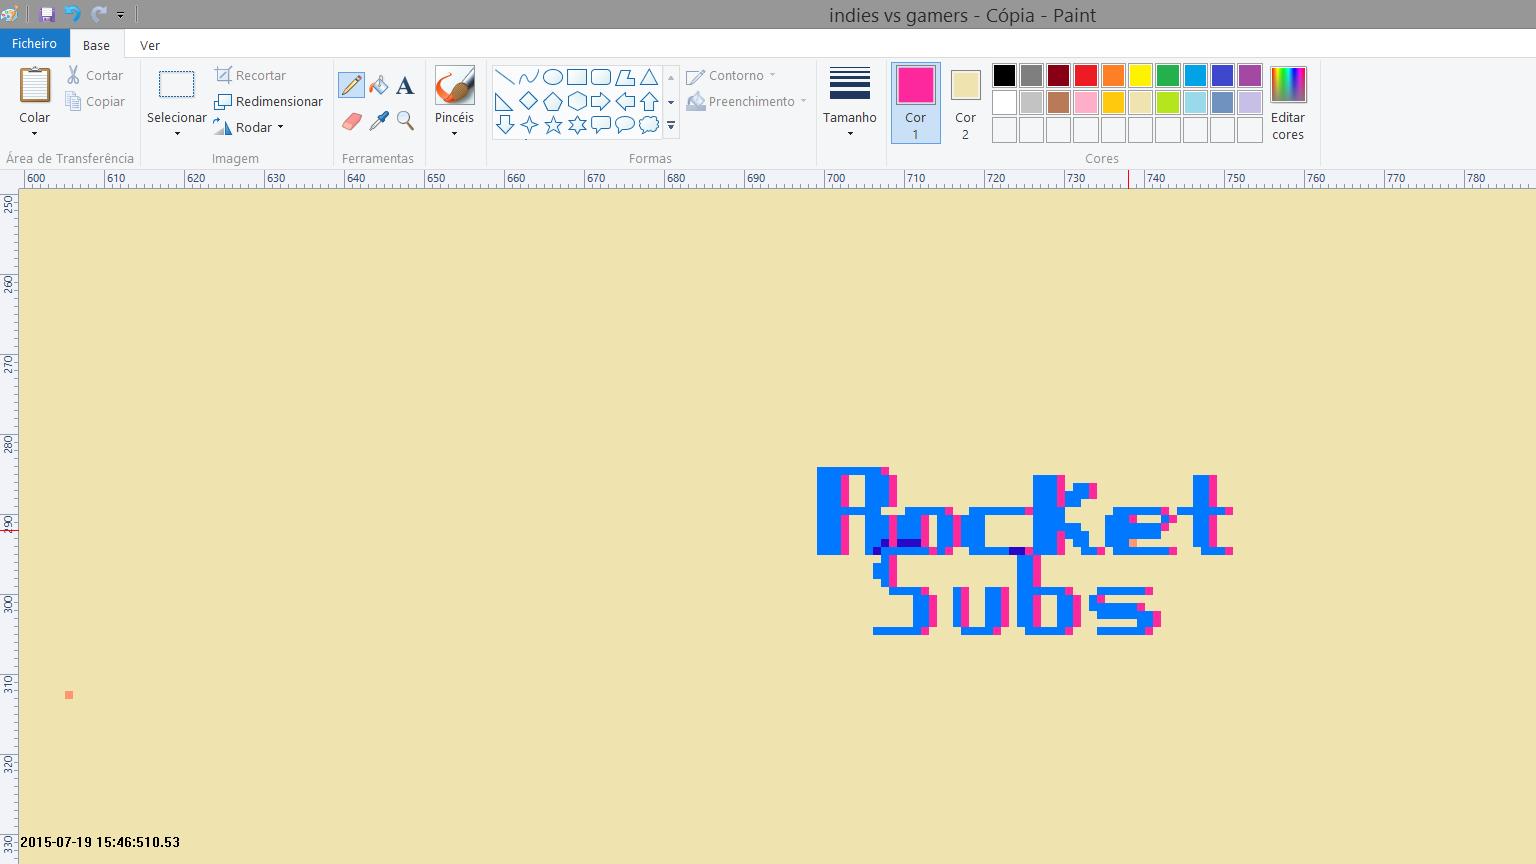 indies vs gamers - Cópia - Paint
Ficheiro Base Ver
Colar
Cortar
Copiar
Área de Transferência
Selecionar
Recortar
Redimensionar
Rodar
Imagem
A
Ferramentas
Pincéis
Contorno
Preenchimento
Formas
Tamanho
Cor
1
Cor
2
Editar
cores
Cores
600 610 620 630 640 650 660 670 680 690 700 710 720 730 740 750 760 770 780
250
260
270
280
290
300
310
320
330
Rocket
Subs
2015-07-19 15:46:510.53